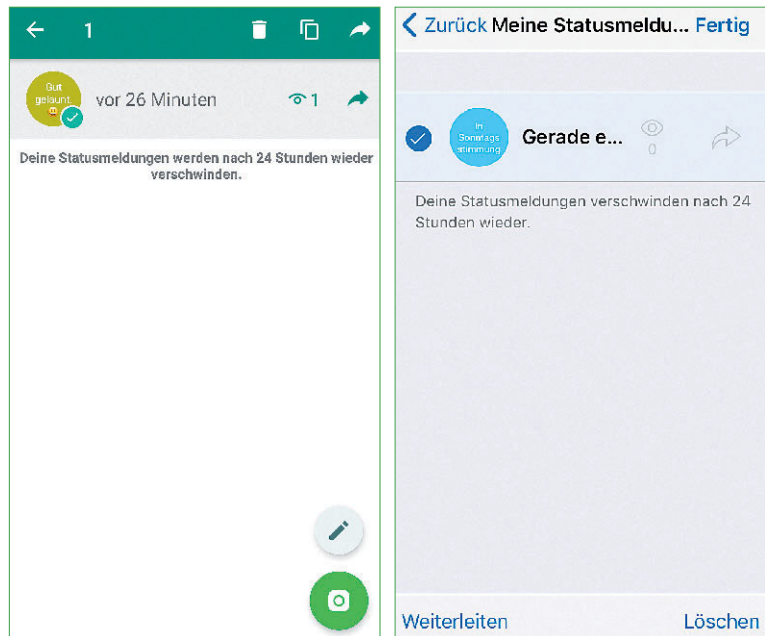 1
Gut
gelaunt
vor 26 Minuten
1
Deine Statusmeldungen werden nach 24 Stunden wieder
verschwinden.
Zurück Meine Statusmeldu... Fertig
In
Sonntags
stimmung
Gerade e...
0
Deine Statusmeldungen verschwinden nach 24
Stunden wieder.
Weiterleiten Löschen